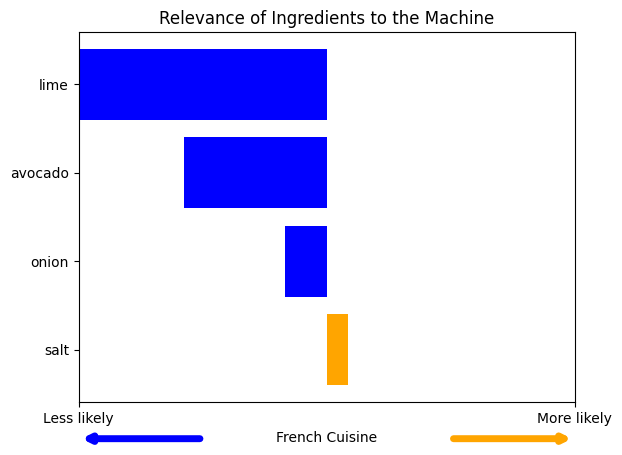 Relevance of Ingredients to the Machine
lime
avocado
onion
salt
Less likely
More likely
French Cuisine